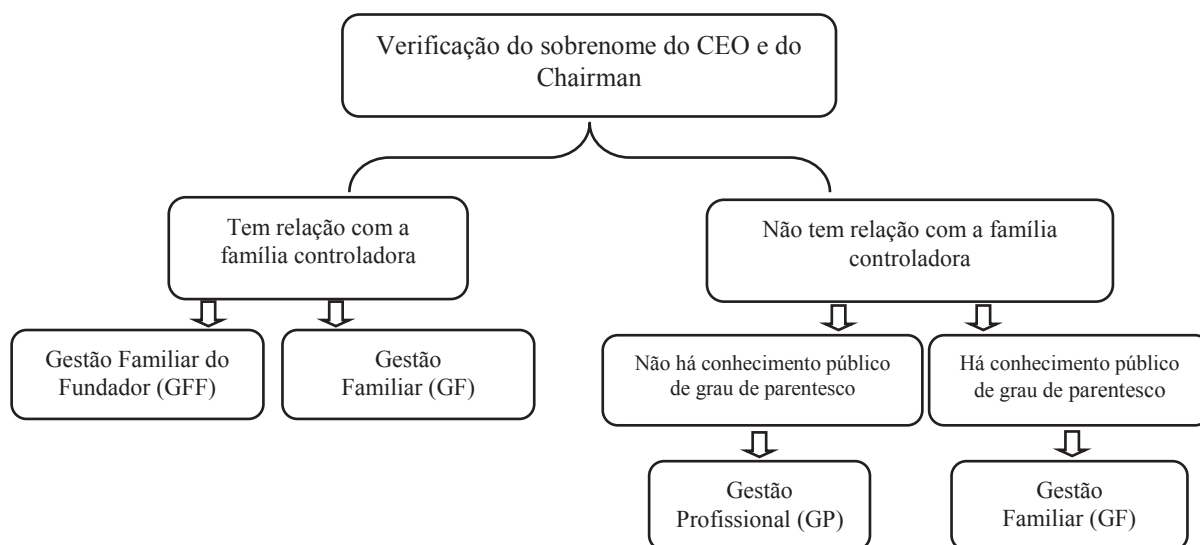 Verificação do sobrenome do CEO e do
Chairman
Tem relação com a
família controladora
Não tem relação com a família
controladora
Gestão Familiar do
Fundador (GFF)
Gestão
Familiar (GF)
Não há conhecimento público
de grau de parentesco
Há conhecimento público
de grau de parentesco
Gestão
Profissional (GP)
Gestão
Familiar (GF)